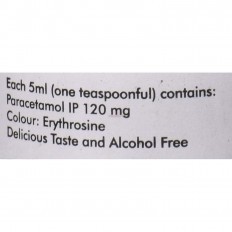 Each 5ml (one teaspoonful) contains:
Paracetamol IP 120 mg
Colour: Erythrosine
Delicious Taste and Alcohol Free